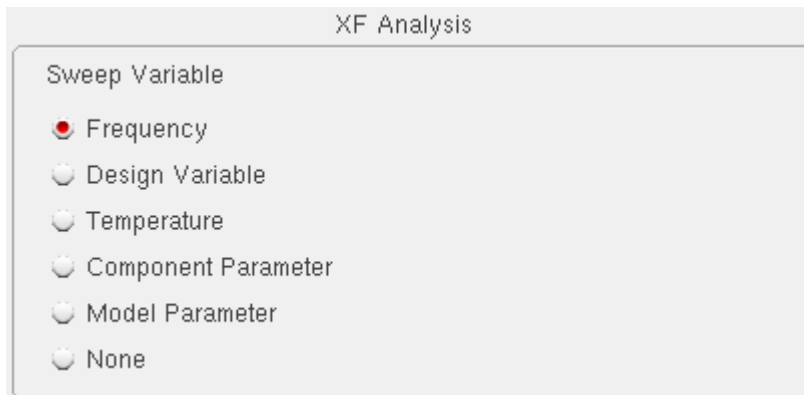 XF Analysis
Sweep Variable
Frequency
Design Variable
Temperature
Component Parameter
Model Parameter
None